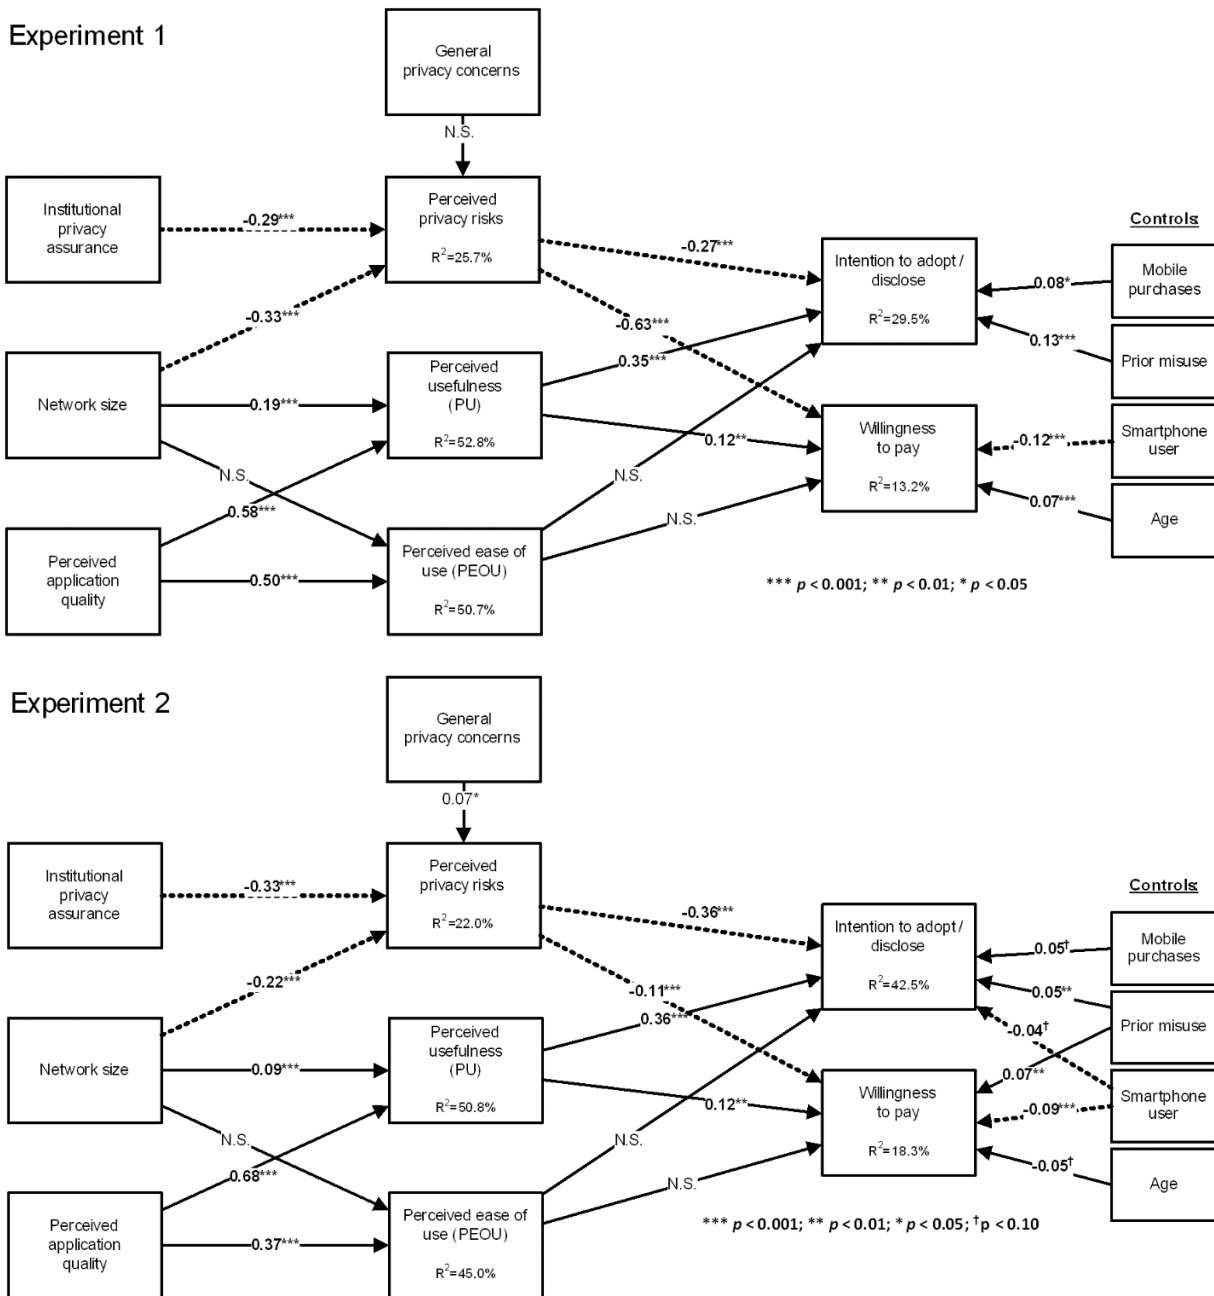 Experiment 1
General
privacy concerns
N.S.
Institutional
privacy
assurance
-0.29***
Perceived
privacy risks
R²=25.7%
-0.27***
Intention to adopt /
disclose
R²=29.5%
Controls:
Mobile
purchases
0.08*
-0.33***
-0.63***
0.13***
Prior misuse
Network size
0.19***
Perceived
usefulness
(PU)
R²=52.8%
0.35***
0.12**
Willingness
to pay
R²=13.2%
-0.12***
Smartphone
user
N.S.
N.S.
0.07***
Age
0.58***
N.S.
Perceived
application
quality
0.50***
Perceived ease of
use (PEOU)
R²=50.7%
*** p < 0.001; ** p < 0.01; * p < 0.05
Experiment 2
General
privacy concerns
0.07*
Institutional
privacy
assurance
-0.33***
Perceived
privacy risks
R²=22.0%
-0.36***
Intention to adopt /
disclose
R²=42.5%
Controls:
Mobile
purchases
0.05†
-0.22***
-0.11***
0.05**
Prior misuse
-0.04†
Network size
0.09***
Perceived
usefulness
(PU)
R²=50.8%
0.36***
0.12**
Willingness
to pay
R²=18.3%
0.07**
-0.09***
Smartphone
user
N.S.
N.S.
-0.05†
Age
0.68***
N.S.
Perceived
application
quality
0.37***
Perceived ease of
use (PEOU)
R²=45.0%
*** p < 0.001; ** p < 0.01; * p < 0.05; †p < 0.10